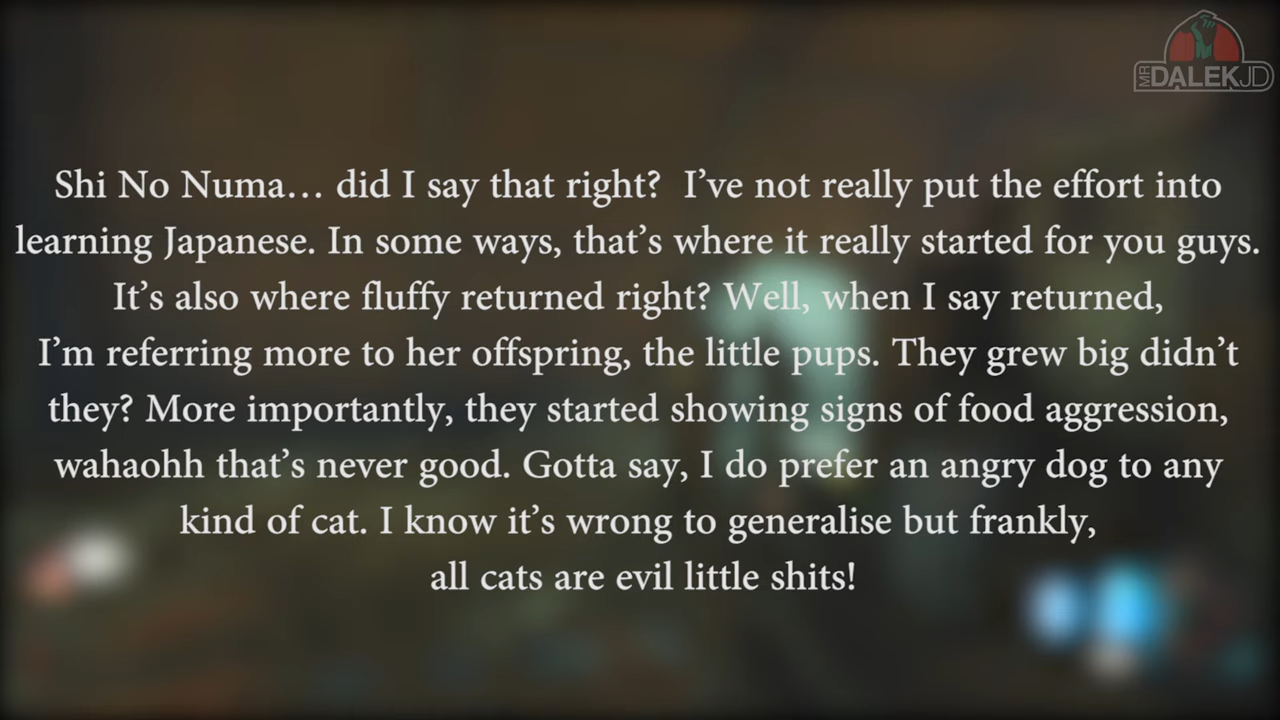 MR DALEKJD
Shi No Numa… did I say that right?  I’ve not really put the effort into
learning Japanese. In some ways, that’s where it really started for you guys.
It’s also where fluffy returned right? Well, when I say returned,
I’m referring more to her offspring, the little pups. They grew big didn’t
they? More importantly, they started showing signs of food aggression,
wahaohh that’s never good. Gotta say, I do prefer an angry dog to any
kind of cat. I know it’s wrong to generalise but frankly,
all cats are evil little shits!